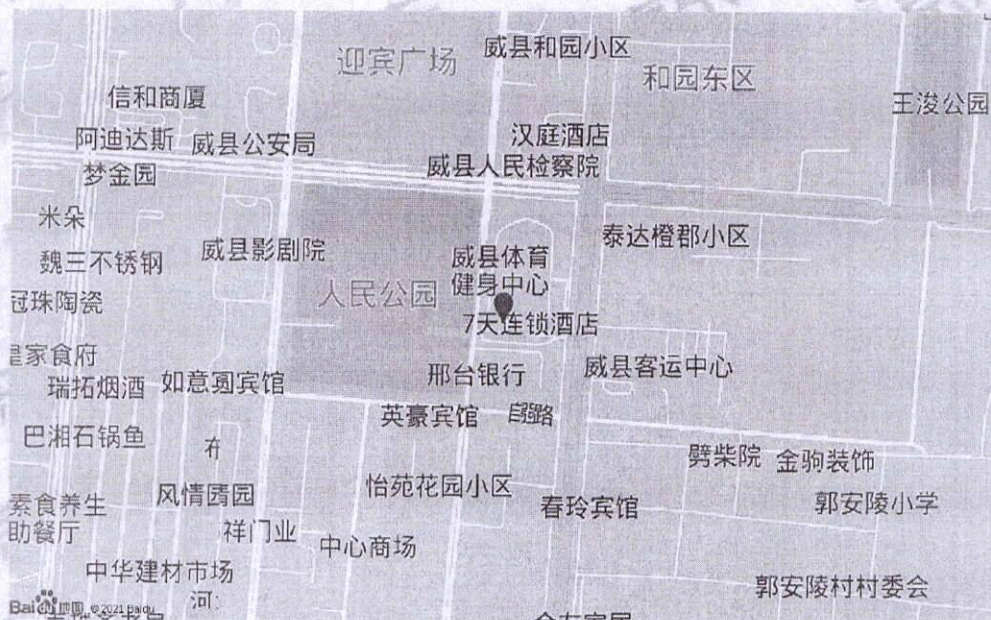 迎宾广场
威县和园小区
和园东区
信和商厦
王浚公园
阿迪达斯
威县公安局
汉庭酒店
威县人民检察院
梦金园
米朵
威县影剧院
威县体育
健身中心
泰达橙郡小区
魏三不锈钢
人民公园
冠珠陶瓷
7天连锁酒店
皇家食府
瑞拓烟酒
如意圆宾馆
邢台银行
威县客运中心
英豪宾馆
巴湘石锅鱼
劈柴院
金驹装饰
素食养生
助餐厅
风情园
怡苑花园小区
春玲宾馆
郭安陵小学
祥门业
中心商场
中华建材市场
河:
郭安陵村村委会
Bai du 地图 © 2021 Baidu